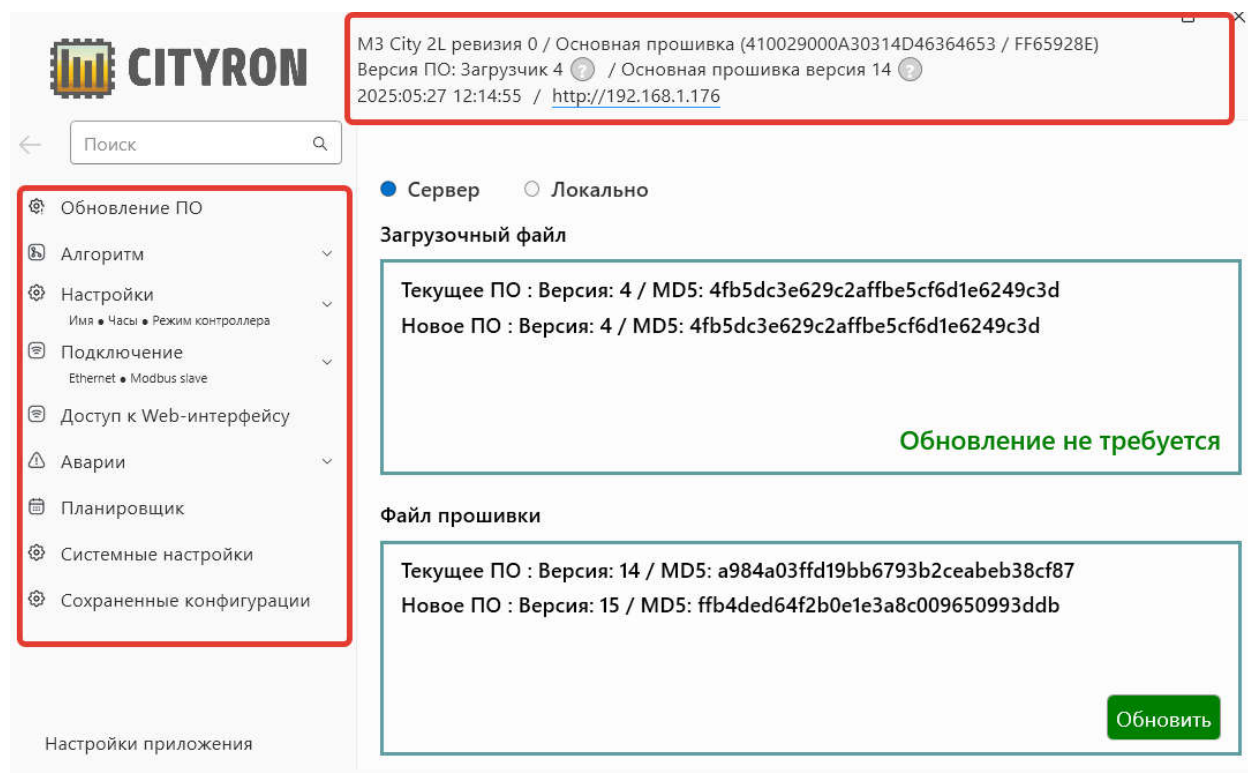 CITYRON
M3 City 2L ревизия 0 / Основная прошивка (410029000A30314D46364653 / FF65928E)
Версия ПО: Загрузчик 4 ? / Основная прошивка версия 14 ?
2025:05:27 12:14:55 / http://192.168.1.176
Поиск
Обновление ПО
Алгоритм
Настройки
Имя ● Часы ● Режим контроллера
Подключение
Ethernet ● Modbus slave
Доступ к Web-интерфейсу
Аварии
Планировщик
Системные настройки
Сохраненные конфигурации
Настройки приложения
Сервер Локально
Загрузочный файл
Текущее ПО : Версия: 4 / MD5: 4fb5dc3e629c2affbe5cf6d1e6249c3d
Новое ПО : Версия: 4 / MD5: 4fb5dc3e629c2affbe5cf6d1e6249c3d
Обновление не требуется
Файл прошивки
Текущее ПО : Версия: 14 / MD5: a984a03ffd19bb6793b2ceabeb38cf87
Новое ПО : Версия: 15 / MD5: ffb4ded64f2b0e1e3a8c009650993ddb
Обновить